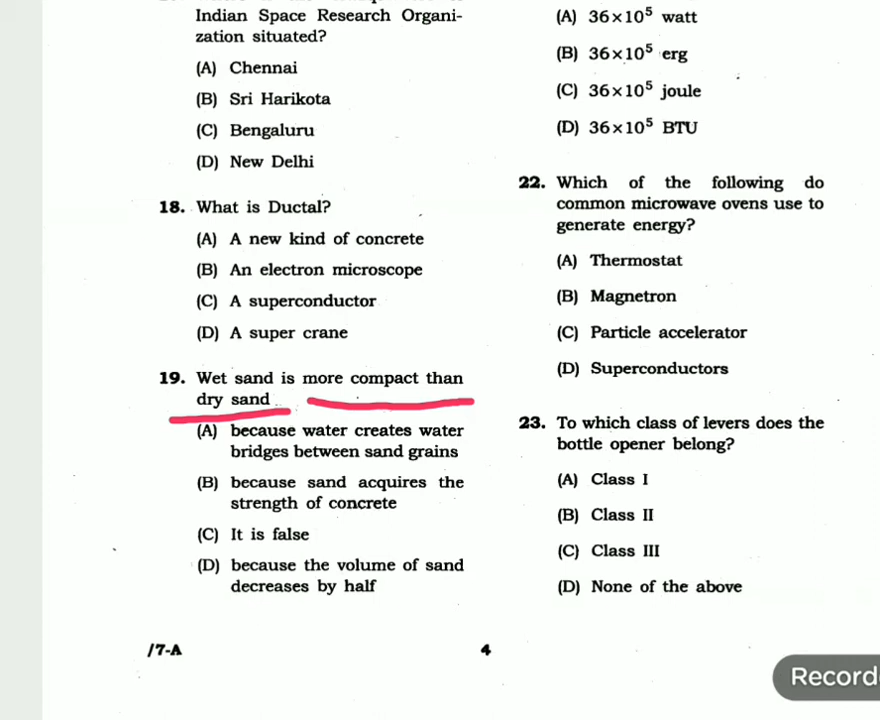 Indian Space Research Organi-
zation situated?
(A) Chennai
(B) Sri Harikota
(C) Bengaluru
(D) New Delhi
18. What is Ductal?
(A) A new kind of concrete
(B) An electron microscope
(C) A superconductor
(D) A super crane
19. Wet sand is more compact than
dry sand
(A) because water creates water
bridges between sand grains
(B) because sand acquires the
strength of concrete
(C) It is false
(D) because the volume of sand
decreases by half
(A) 36×10⁵ watt
(B) 36×10⁵ erg
(C) 36×10⁵ joule
(D) 36×10⁵ BTU
22. Which of the following do
common microwave ovens use to
generate energy?
(A) Thermostat
(B) Magnetron
(C) Particle accelerator
(D) Superconductors
23. To which class of levers does the
bottle opener belong?
(A) Class I
(B) Class II
(C) Class III
(D) None of the above
/7-A
4
Record